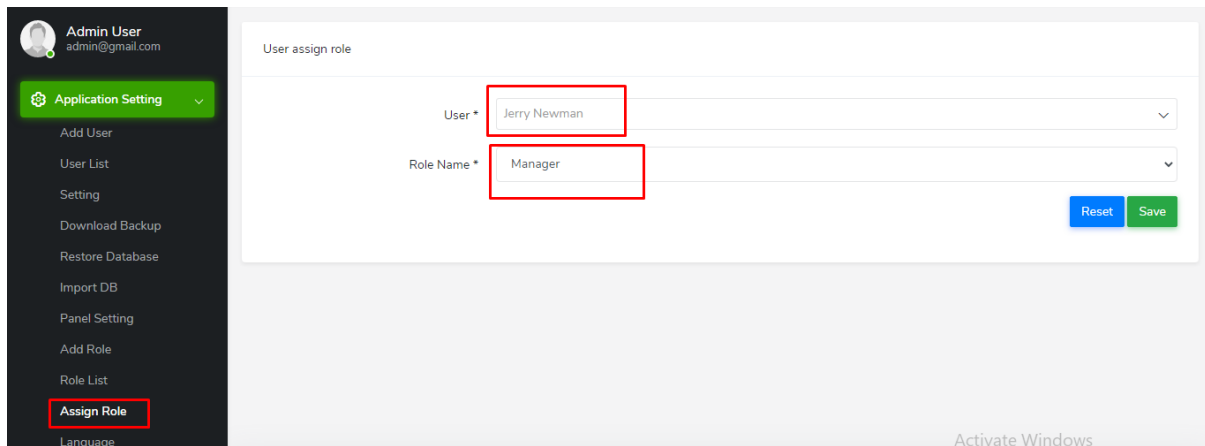 Admin User
admin@gmail.com
Application Setting
Add User
User List
Setting
Download Backup
Restore Database
Import DB
Panel Setting
Add Role
Role List
Assign Role
Language
User assign role
User * Jerry Newman
Role Name * Manager
Reset Save
Activate Windows